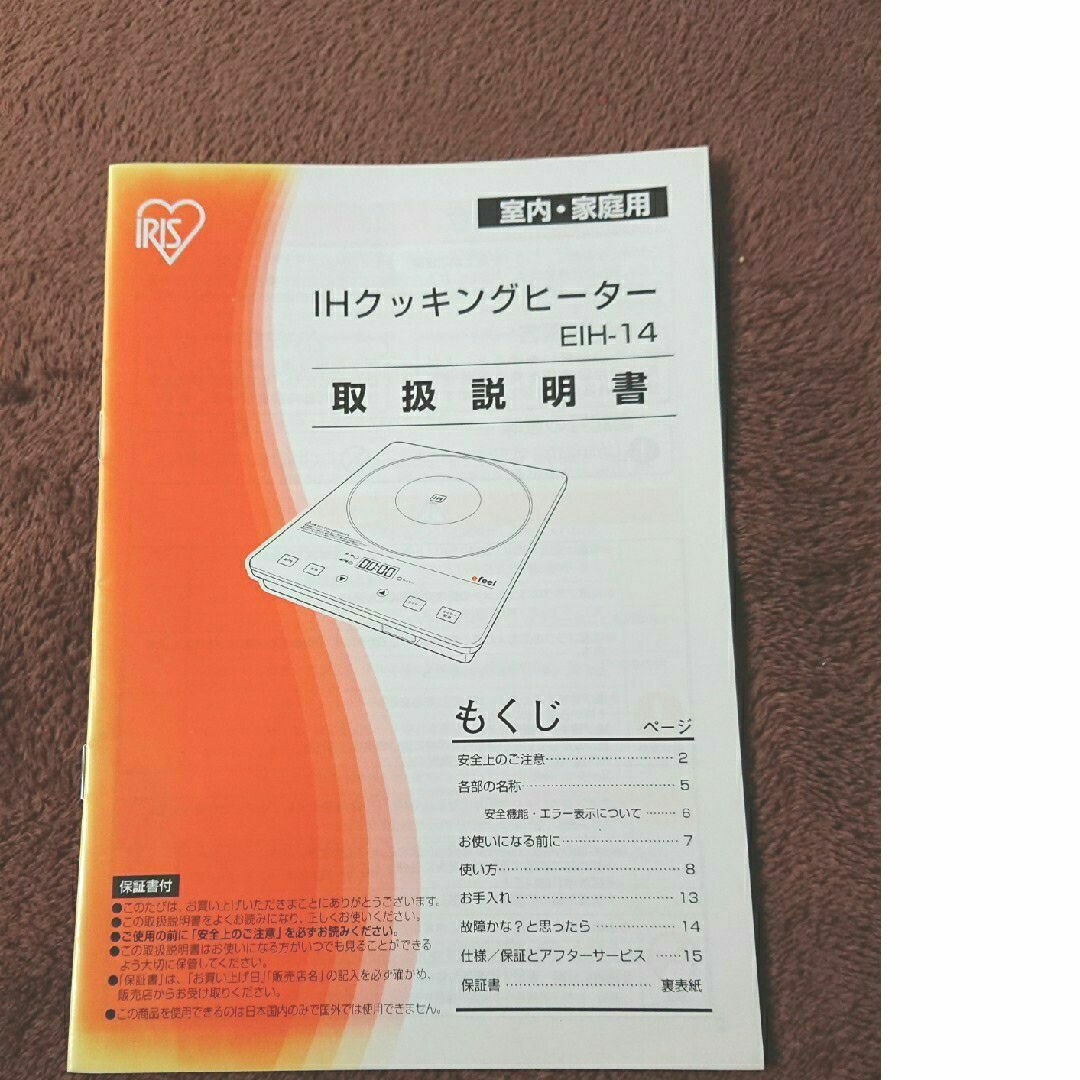 IRIS
室内・家庭用
IHクッキングヒーター
EIH-14
取扱説明書
00:00
efeel
もくじ
ページ
安全上のご注意 2
各部の名称 5
安全機能・エラー表示について 6
お使いになる前に 7
使い方 8
お手入れ 13
故障かな?と思ったら 14
仕様/保証とアフターサービス 15
保証書 裏表紙
保証書付
●このたびは、お買い上げいただきまことにありがとうございます。
●この取扱説明書をよくお読みになり、正しくお使いください。
●ご使用の前に「安全上のご注意」を必ずお読みください。
●この取扱説明書はお使いになる方がいつでも見ることができる
よう大切に保管してください。
●「保証書」は、「お買い上げ日」「販売店名」の記入を必ず確かめ、
販売店からお受け取りください。
●この商品を使用できるのは日本国内のみで国外では使用できません。